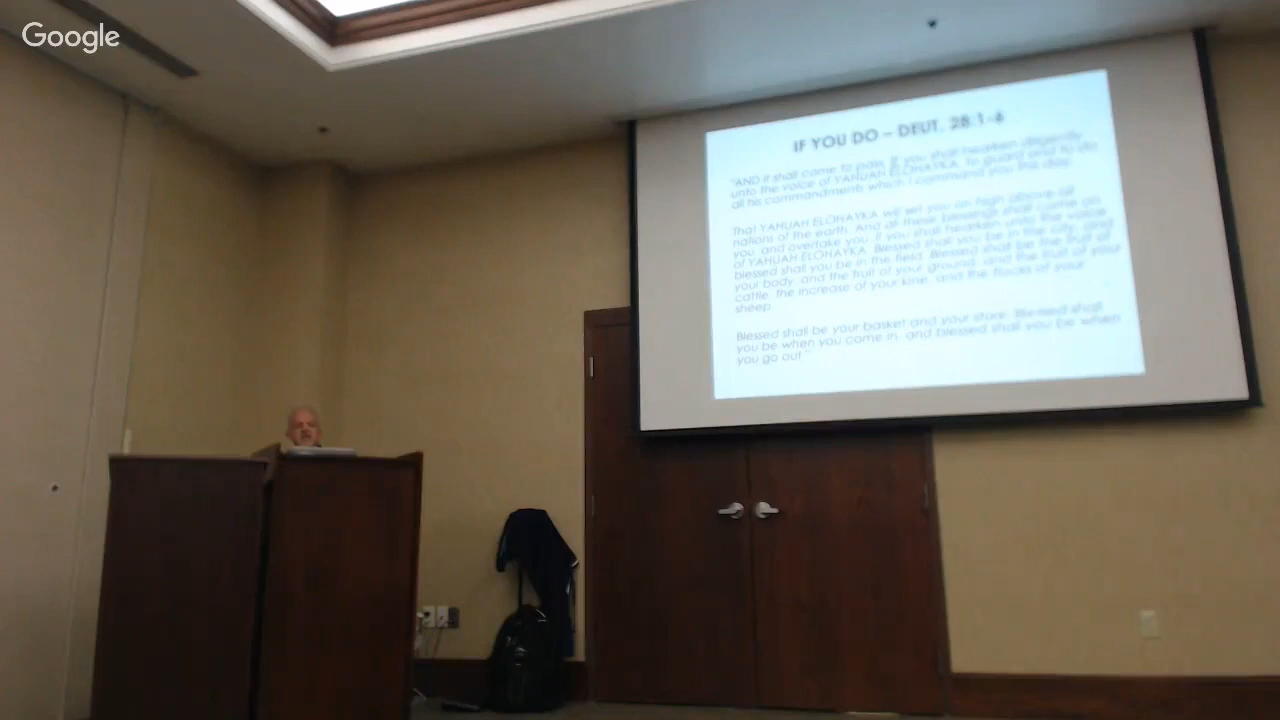 Google
IF YOU DO – DEUT. 28:1-6
"AND it shall come to pass, if you shall hearken diligently
unto the voice of YAHUAH ELOHAYKA, to guard and to do
all his commandments which I command you this day,
That YAHUAH ELOHAYKA will set you on high above all
nations of the earth. And all these blessings shall come on
you, and overtake you, if you shall hearken unto the voice
of YAHUAH ELOHAYKA. Blessed shall you be in the city, and
blessed shall you be in the field. Blessed shall be the fruit of
your body, and the fruit of your ground, and the fruit of your
cattle, the increase of your kine, and the flocks of your
sheep.
Blessed shall be your basket and your store. Blessed shall
you be when you come in, and blessed shall you be when
you go out."